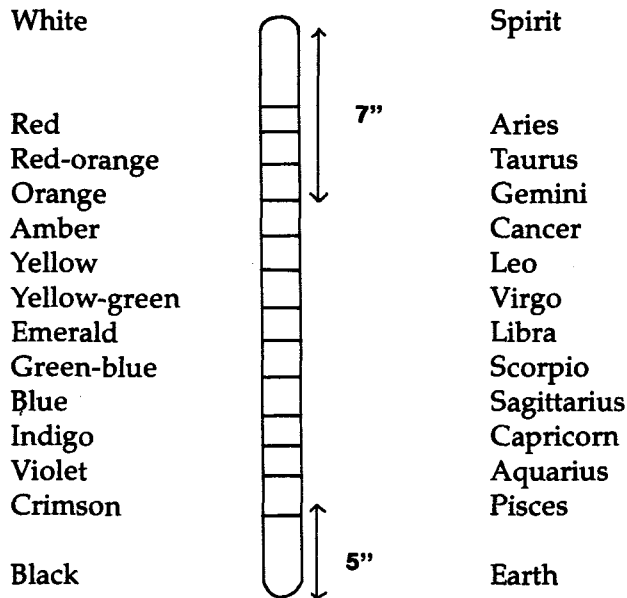 White Spirit
7”
Red Aries
Red-orange Taurus
Orange Gemini
Amber Cancer
Yellow Leo
Yellow-green Virgo
Emerald Libra
Green-blue Scorpio
Blue Sagittarius
Indigo Capricorn
Violet Aquarius
Crimson Pisces
5”
Black Earth